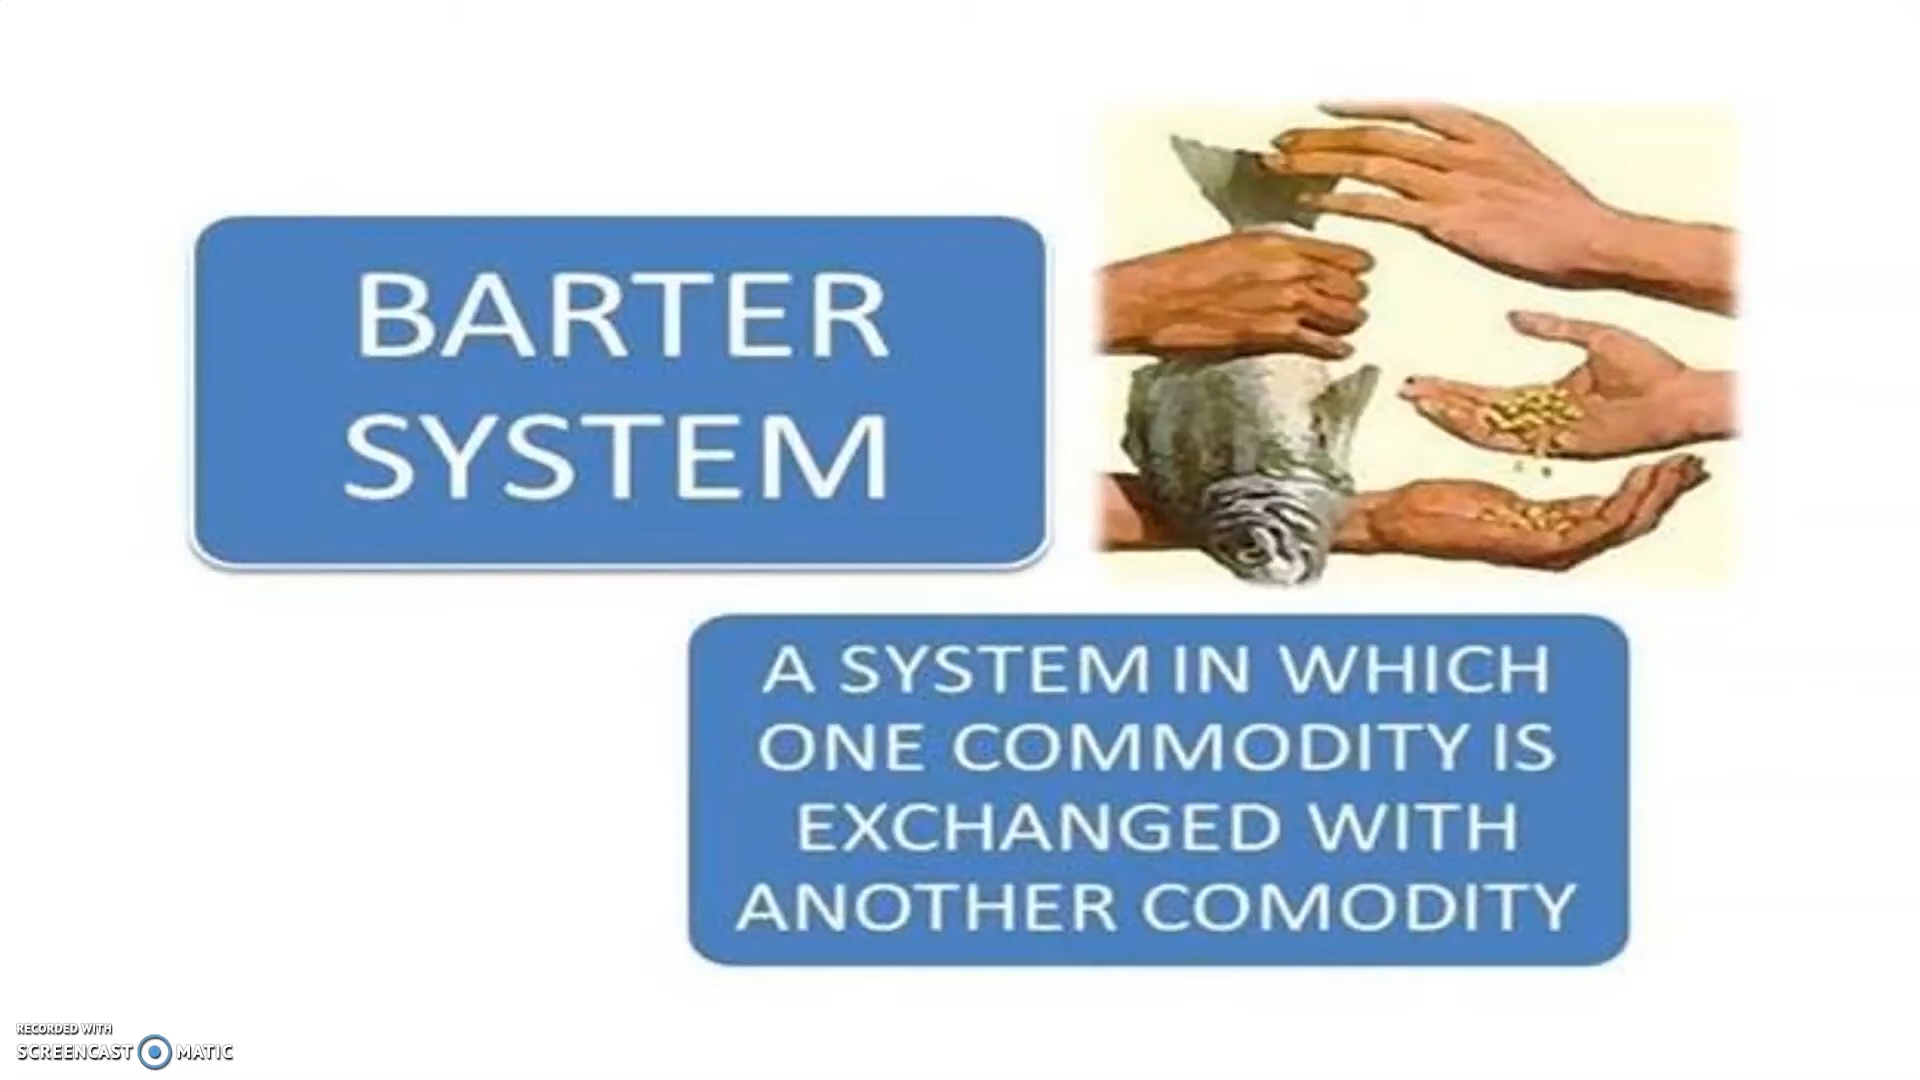 BARTER
SYSTEM
A SYSTEM IN WHICH
ONE COMMODITY IS
EXCHANGED WITH
ANOTHER COMODITY
RECORDED WITH
SCREENCAST MATIC